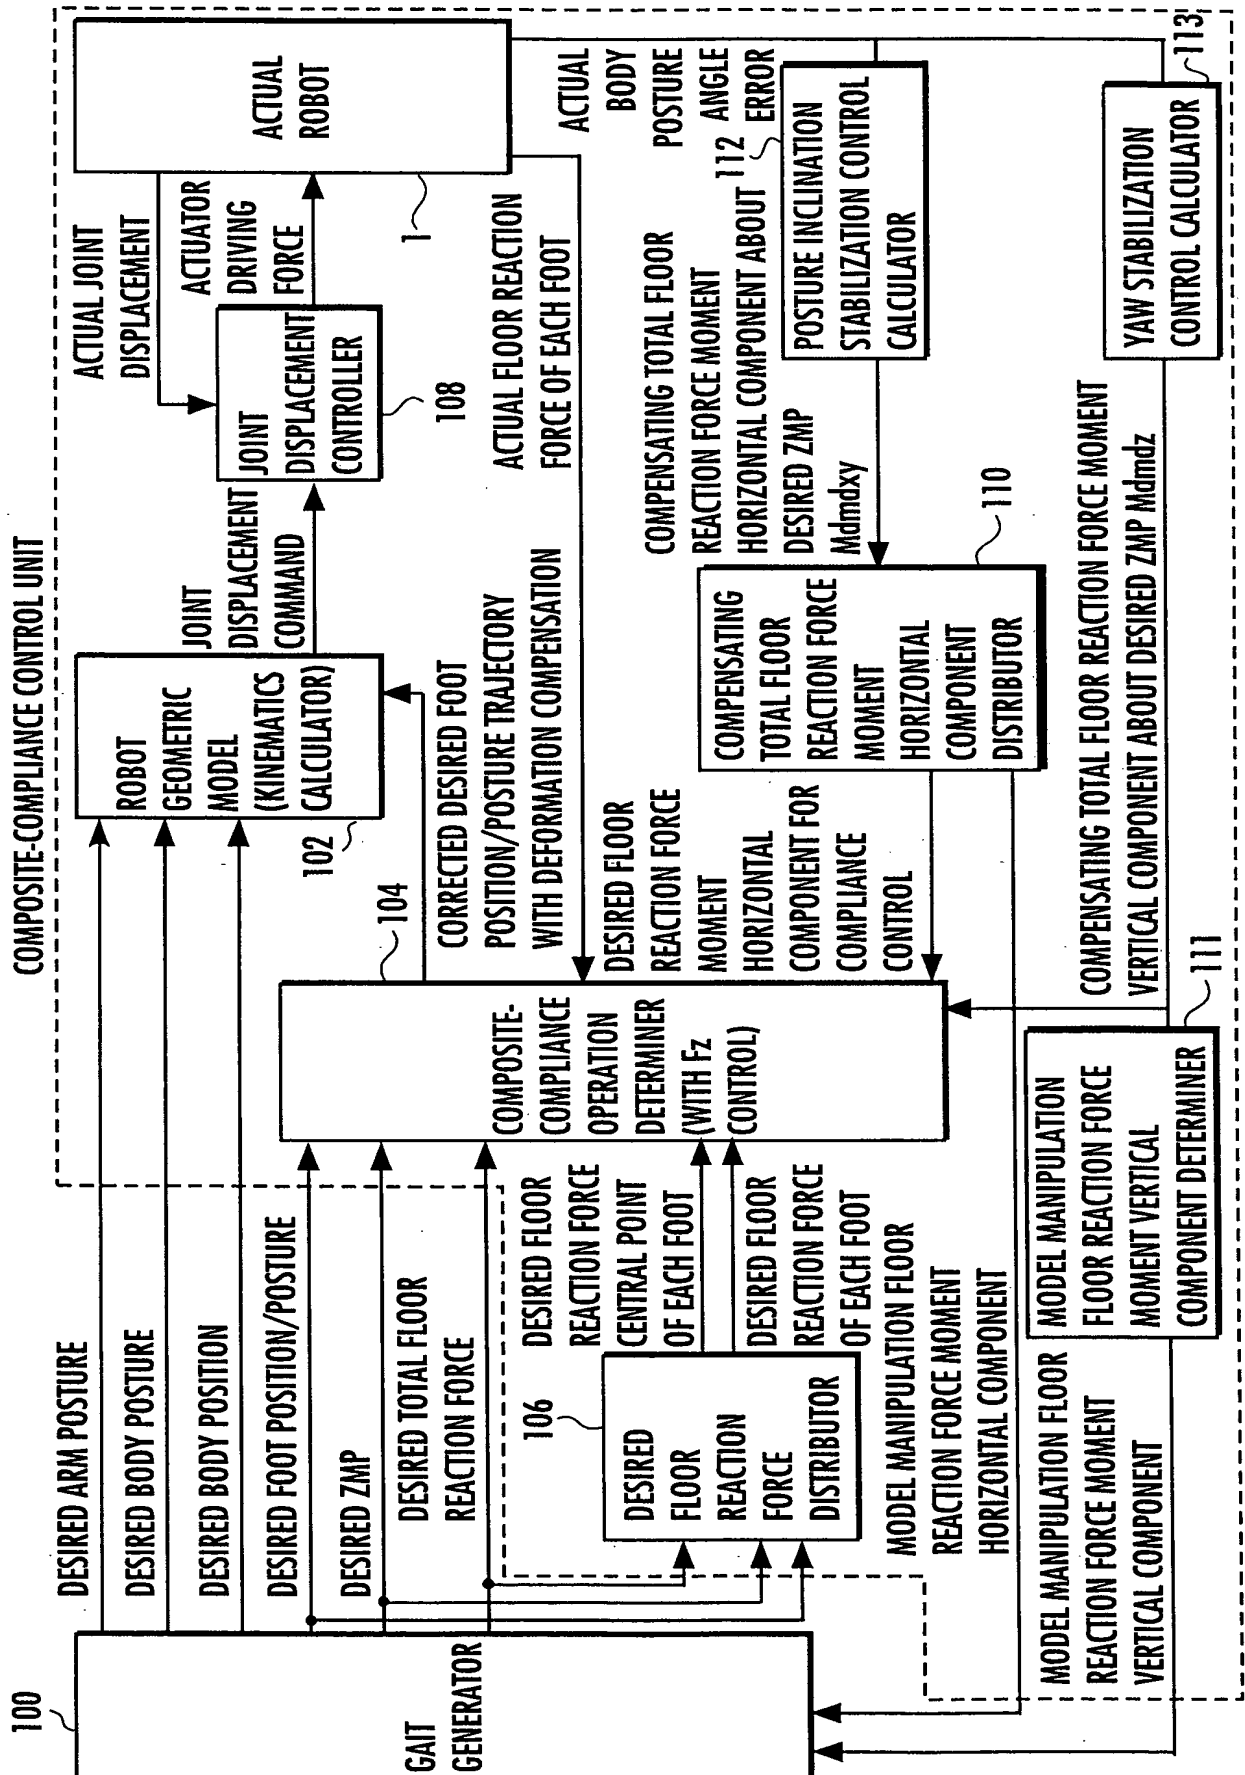 COMPOSITE-COMPLIANCE CONTROL UNIT
100
GAIT
GENERATOR
DESIRED ARM POSTURE
DESIRED BODY POSTURE
DESIRED BODY POSITION
DESIRED FOOT POSITION/POSTURE
DESIRED ZMP
DESIRED TOTAL FLOOR
REACTION FORCE
106
DESIRED
FLOOR
REACTION
FORCE
DISTRIBUTOR
DESIRED FLOOR
REACTION FORCE
CENTRAL POINT
OF EACH FOOT
DESIRED FLOOR
REACTION FORCE
OF EACH FOOT
MODEL MANIPULATION FLOOR
REACTION FORCE MOMENT
HORIZONTAL COMPONENT
MODEL MANIPULATION FLOOR
REACTION FORCE MOMENT
VERTICAL COMPONENT
102
ROBOT
GEOMETRIC
MODEL
(KINEMATICS
CALCULATOR)
104
COMPOSITE-
COMPLIANCE
OPERATION
DETERMINER
(WITH Fz
CONTROL)
CORRECTED DESIRED FOOT
POSITION/POSTURE TRAJECTORY
WITH DEFORMATION COMPENSATION
JOINT
DISPLACEMENT
COMMAND
JOINT
DISPLACEMENT
CONTROLLER
108
ACTUAL JOINT
DISPLACEMENT
ACTUATOR
DRIVING
FORCE
ACTUAL
ROBOT
1
ACTUAL FLOOR REACTION
FORCE OF EACH FOOT
ACTUAL
BODY
POSTURE
ANGLE
ERROR
DESIRED FLOOR
REACTION FORCE
MOMENT
HORIZONTAL
COMPONENT FOR
COMPLIANCE
CONTROL
COMPENSATING
TOTAL FLOOR
REACTION FORCE
MOMENT
HORIZONTAL
COMPONENT
DISTRIBUTOR
110
COMPENSATING TOTAL FLOOR
REACTION FORCE MOMENT
HORIZONTAL COMPONENT ABOUT
DESIRED ZMP
Mdmdxy
112
POSTURE INCLINATION
STABILIZATION CONTROL
CALCULATOR
MODEL MANIPULATION
FLOOR REACTION FORCE
MOMENT VERTICAL
COMPONENT DETERMINER
111
COMPENSATING TOTAL FLOOR REACTION FORCE MOMENT
VERTICAL COMPONENT ABOUT DESIRED ZMP Mdmdz
YAW STABILIZATION
CONTROL CALCULATOR
113